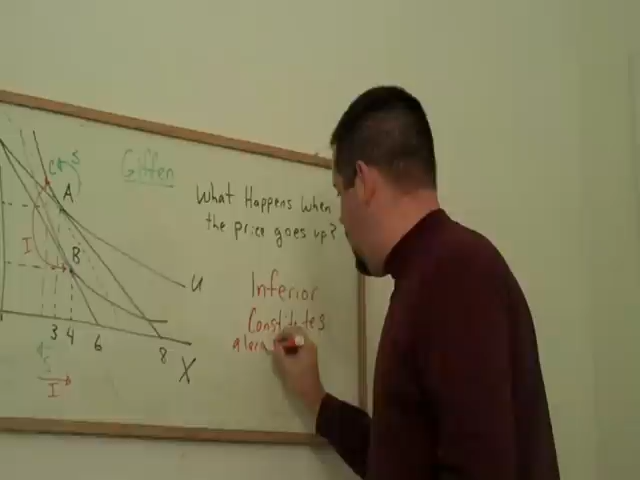 Giffen
What Happens When
the price goes up?
Inferior
Constitutes
C
S
A
I
B
u
3 4 6 8 X
S
I